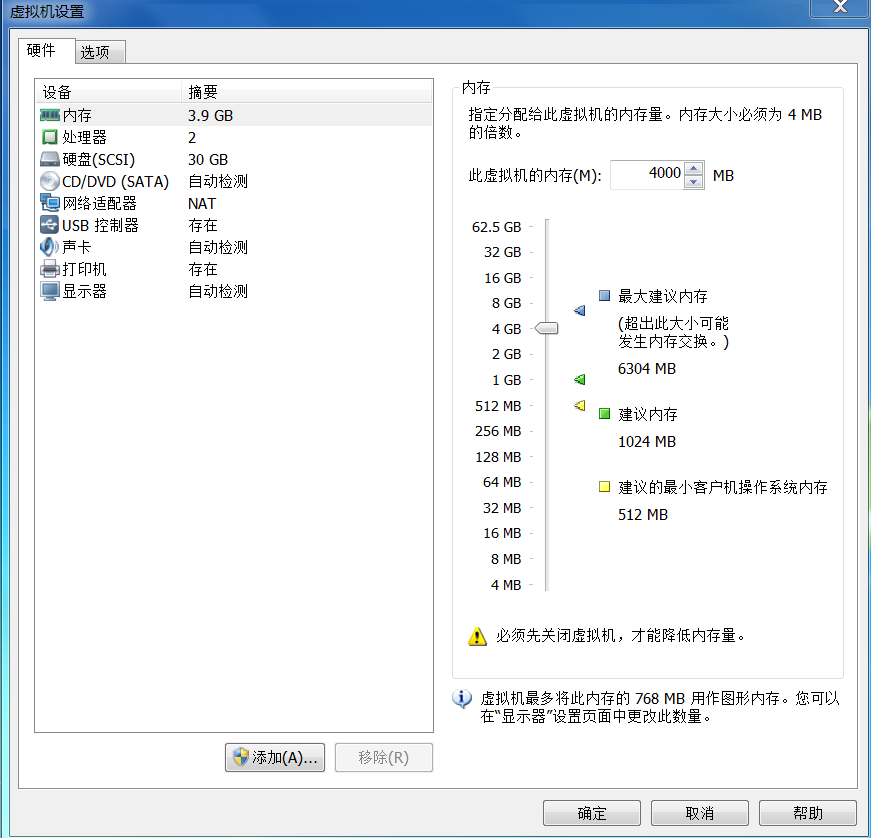 虚拟机设置
硬件 选项
设备 摘要
内存 3.9 GB
处理器 2
硬盘(SCSI) 30 GB
CD/DVD (SATA) 自动检测
网络适配器 NAT
USB 控制器 存在
声卡 自动检测
打印机 存在
显示器 自动检测
添加(A)... 移除(R)
内存
指定分配给此虚拟机的内存量。内存大小必须为 4 MB
的倍数。
此虚拟机的内存(M): 4000 MB
62.5 GB
32 GB
16 GB
8 GB
4 GB
2 GB
1 GB
512 MB
256 MB
128 MB
64 MB
32 MB
16 MB
8 MB
4 MB
最大建议内存
(超出此大小可能
发生内存交换。)
6304 MB
建议内存
1024 MB
建议的最小客户机操作系统内存
512 MB
必须先关闭虚拟机，才能降低内存量。
虚拟机最多将此内存的 768 MB 用作图形内存。您可以
在“显示器”设置页面中更改此数量。
确定 取消 帮助